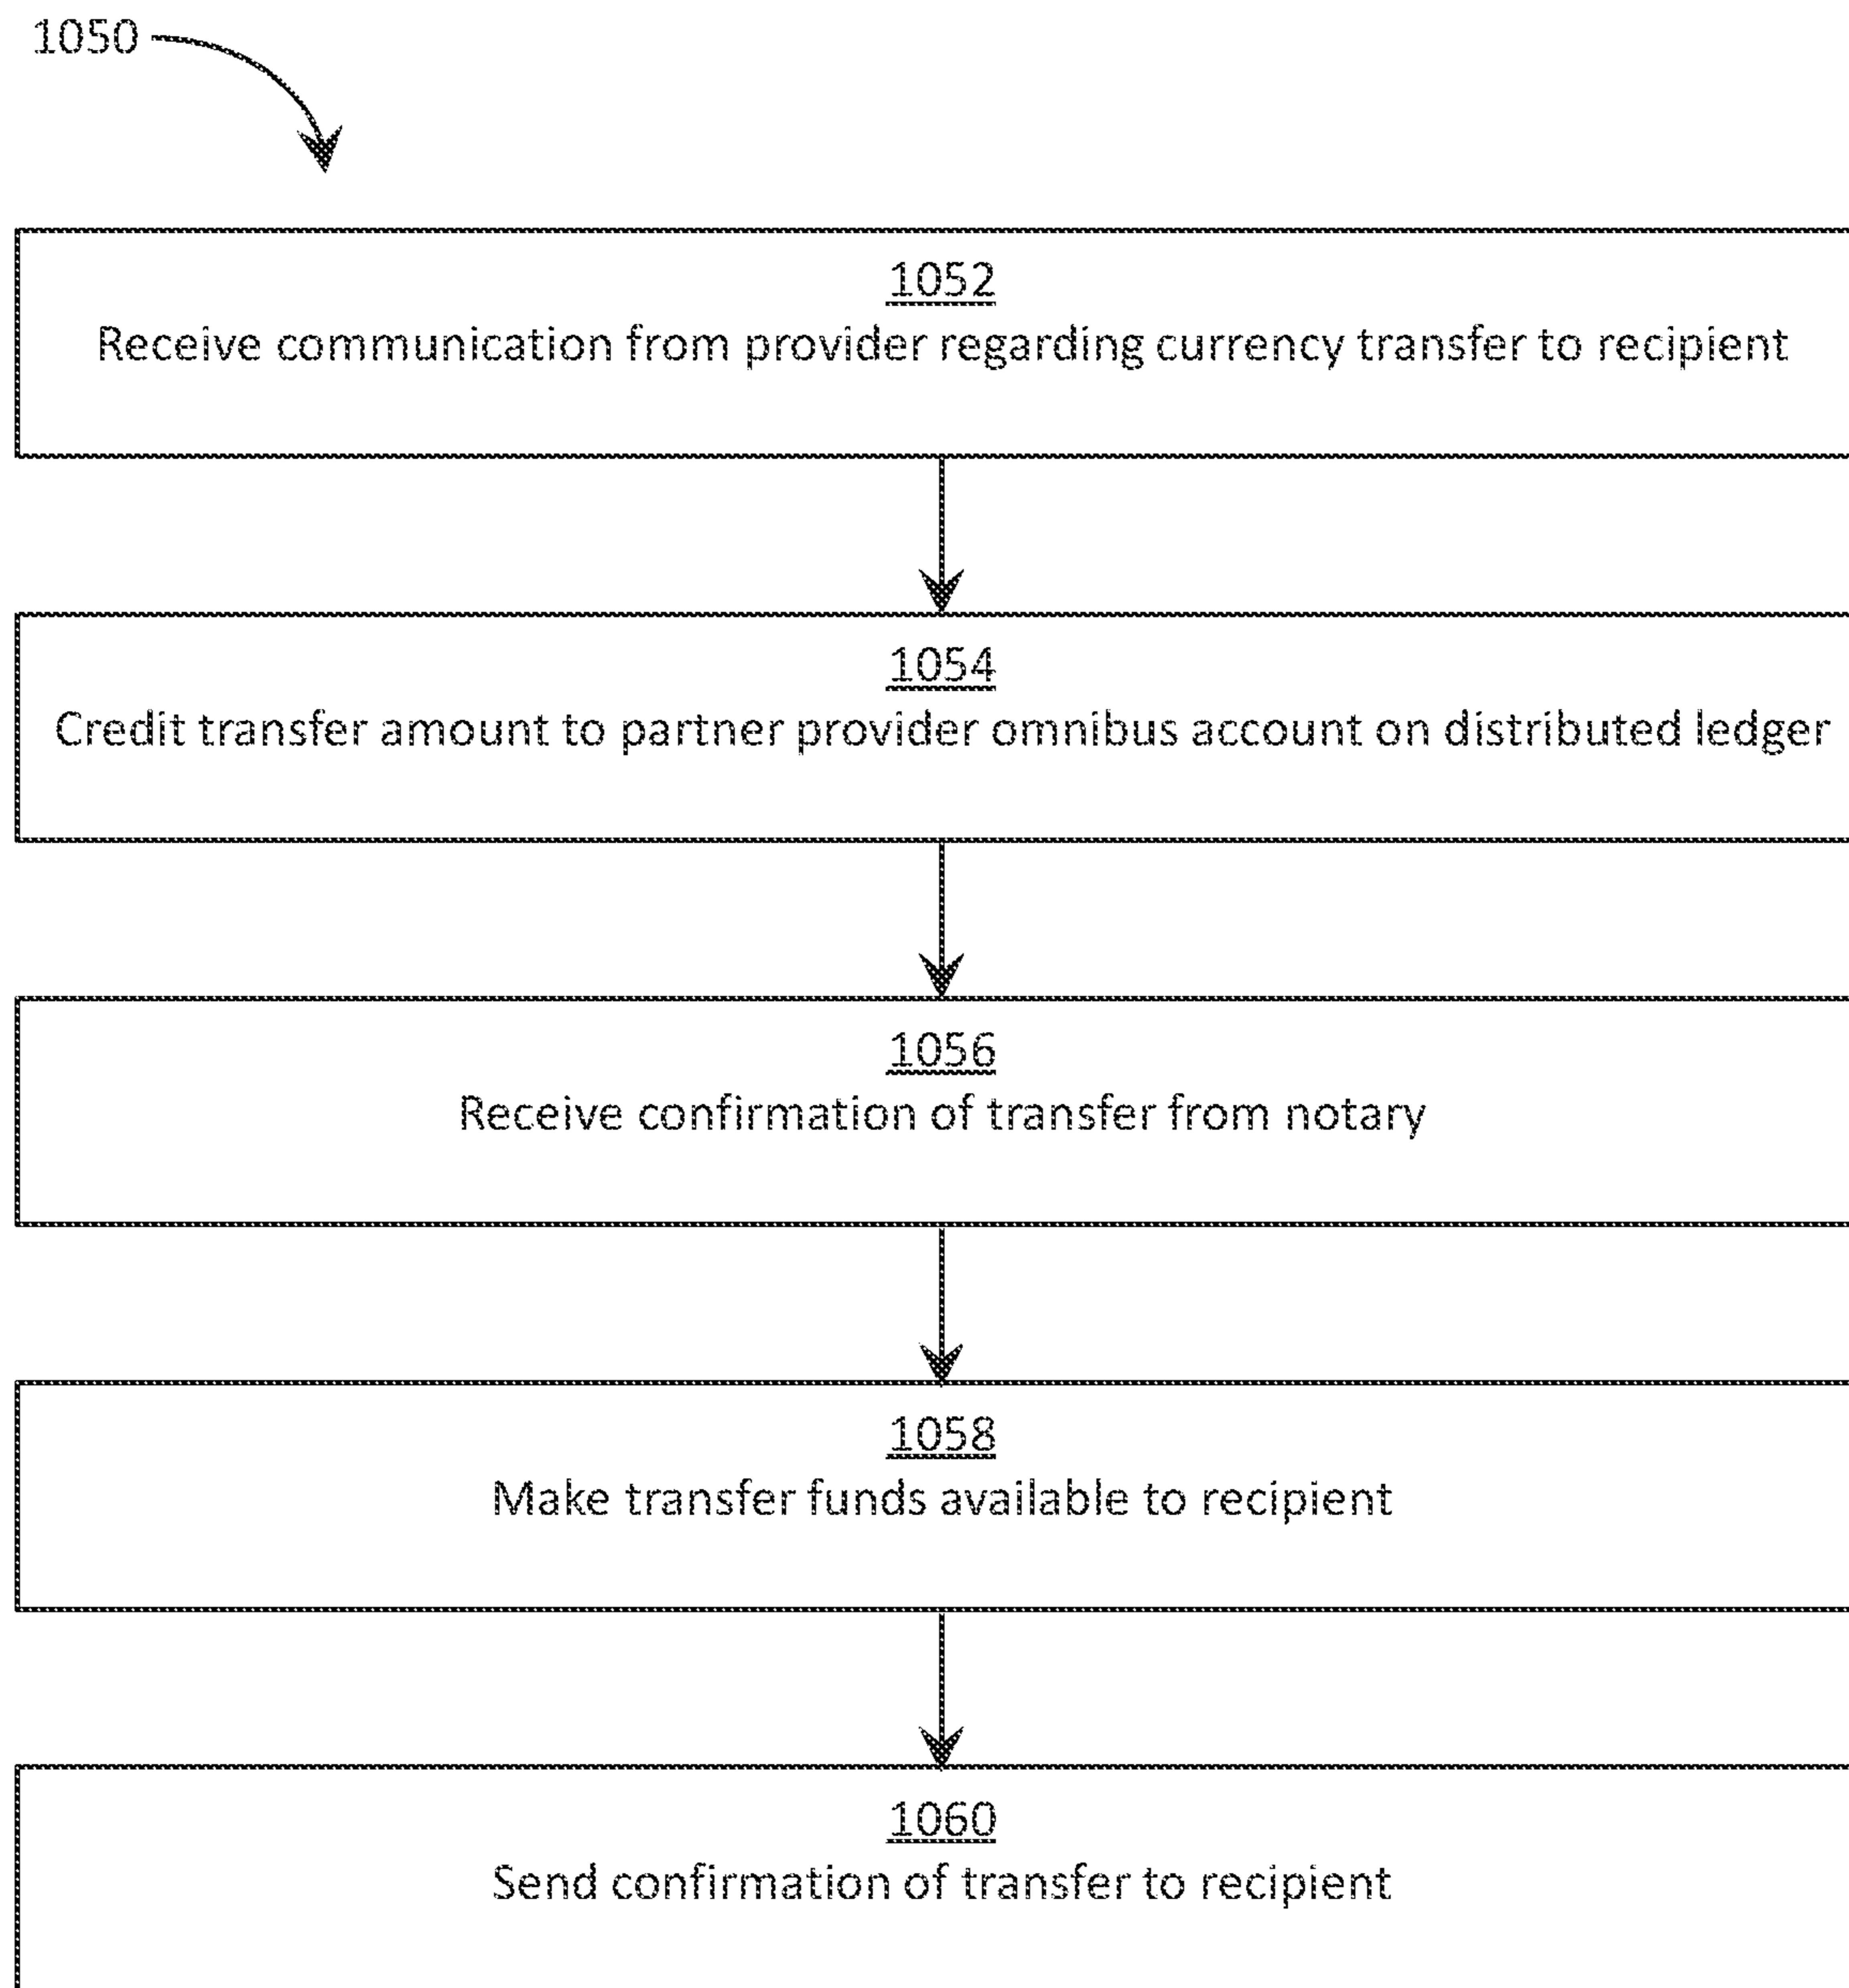 1050
1052
Receive communication from provider regarding currency transfer to recipient
1054
Credit transfer amount to partner provider omnibus account on distributed ledger
1056
Receive confirmation of transfer from notary
1058
Make transfer funds available to recipient
1060
Send confirmation of transfer to recipient